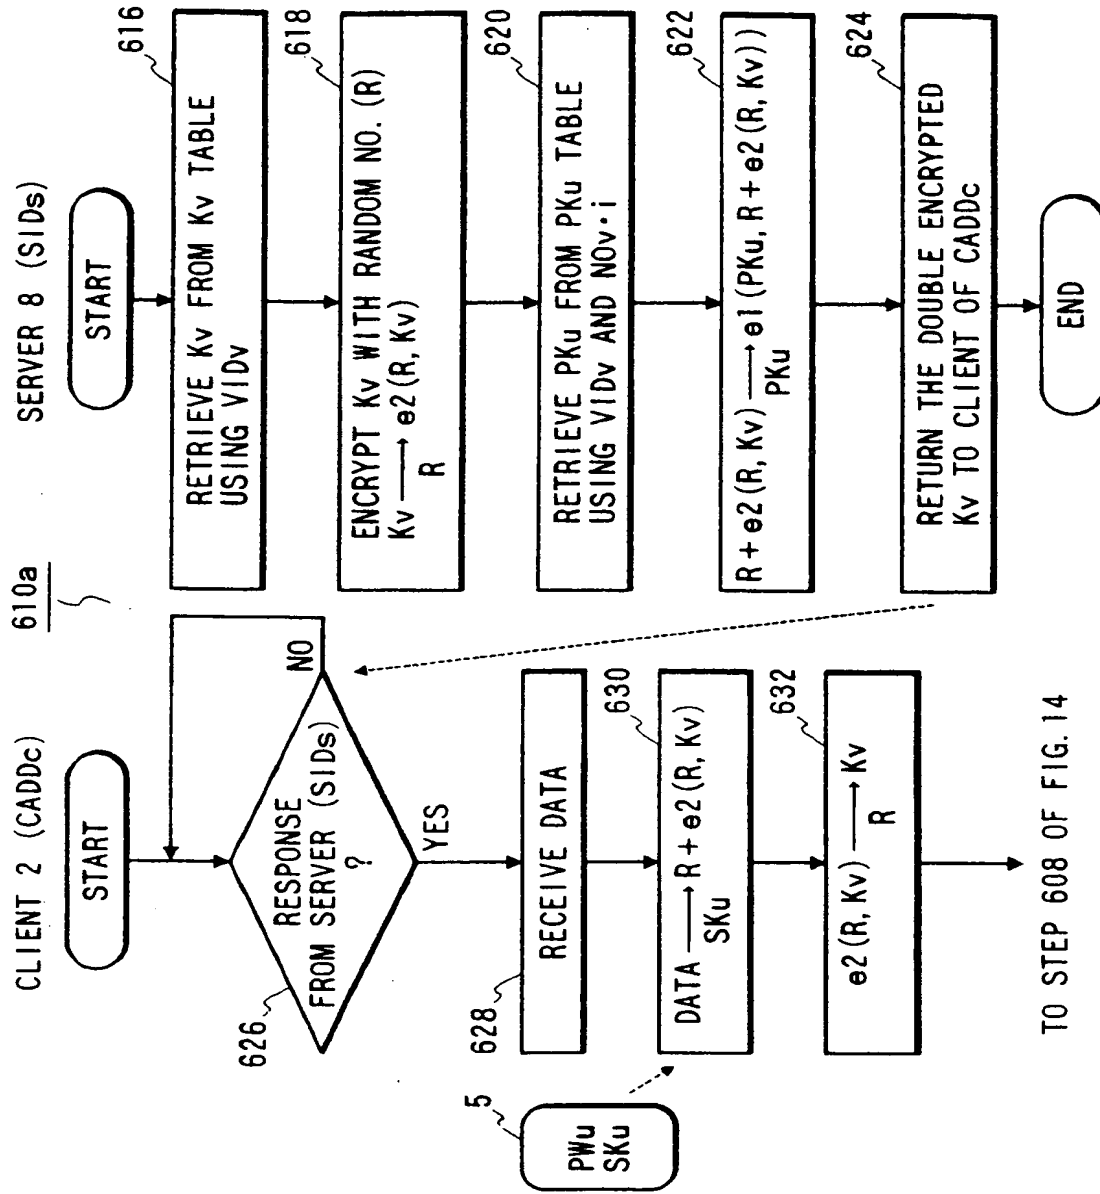 610a
CLIENT 2 (CADDc)
START
RESPONSE
FROM SERVER (SIDs)
?
626
NO
YES
RECEIVE DATA
628
DATA ⟶ R + e2 (R, Kv)
SKu
630
5
PWu
SKu
e2 (R, Kv) ⟶ Kv
R
632
TO STEP 608 OF FIG. 14
SERVER 8 (SIDs)
START
616
RETRIEVE Kv FROM Kv TABLE
USING VIDv
618
ENCRYPT Kv WITH RANDOM NO. (R)
Kv ⟶ e2 (R, Kv)
R
620
RETRIEVE PKu FROM PKu TABLE
USING VIDv AND NOv·i
622
R + e2 (R, Kv) ⟶ e1 (PKu, R + e2 (R, Kv))
PKu
624
RETURN THE DOUBLE ENCRYPTED
Kv TO CLIENT OF CADDc
END